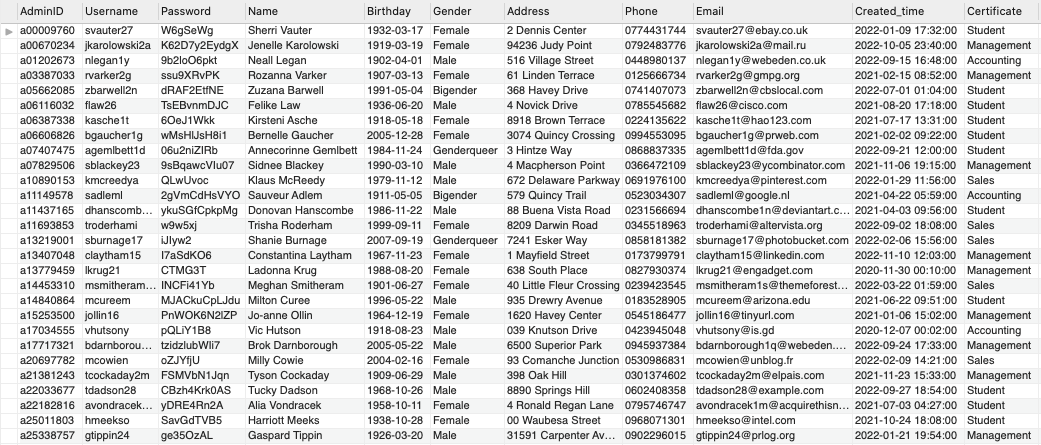 AdminID Username Password Name Birthday Gender Address Phone Email Created_time Certificate
a00009760 svauter27 W6gSeWg Sherri Vauter 1932-03-17 Female 2 Dennis Center 0774431744 svauter27@ebay.co.uk 2022-01-09 17:32:00 Student
a00670234 jkarolowski2a K62D7y2EydgX Jenelle Karolowski 1919-03-19 Female 94236 Judy Point 0792483776 jkarolowski2a@mail.ru 2022-10-05 23:40:00 Management
a01202673 nlegan1y 9b2loO6pkt Neall Legan 1902-04-01 Male 516 Village Street 0448980137 nlegan1y@webeden.co.uk 2022-09-15 16:48:00 Accounting
a03387033 rvarker2g ssu9XRvPK Rozanna Varker 1907-03-13 Female 61 Linden Terrace 0125666734 rvarker2g@gmpg.org 2021-02-15 08:52:00 Management
a05662085 zbarwell2n dRAF2EtfNE Zuzana Barwell 1991-05-04 Bigender 368 Havey Drive 0741407073 zbarwell2n@cbslocal.com 2022-07-01 01:04:00 Student
a06116032 flaw26 TsEBvnmDJC Felike Law 1936-06-20 Male 4 Novick Drive 0785545682 flaw26@cisco.com 2021-08-20 17:18:00 Student
a06387338 kasche1t 6OeJ1Wkk Kirsteni Asche 1918-05-18 Female 8918 Brown Terrace 0224135622 kasche1t@hao123.com 2021-07-17 13:31:00 Student
a06606826 bgaucher1g wMsHlJsH8i1 Bernelle Gaucher 2005-12-28 Female 3074 Quincy Crossing 0994553095 bgaucher1g@prweb.com 2021-02-02 09:22:00 Student
a07407475 agemlbett1d 06u2niZIRb Annecorinne Gemlbett 1984-11-24 Genderqueer 3 Hintze Way 0868837335 agemlbett1d@fda.gov 2022-09-21 12:00:00 Student
a07829506 sblackey23 9sBqawcVIu07 Sidnee Blackey 1990-03-10 Male 4 Macpherson Point 0366472109 sblackey23@ycombinator.com 2021-11-06 19:15:00 Management
a10890153 kmcreedya QLwUvoc Klaus McReedy 1979-11-12 Male 672 Delaware Parkway 0691976100 kmcreedya@pinterest.com 2022-01-29 11:56:00 Sales
a11149578 sadleml 2gVmCdHsVYO Sauveur Adlem 1911-05-05 Bigender 579 Quincy Trail 0523034307 sadleml@google.nl 2021-04-22 05:59:00 Accounting
a11437165 dhanscomb... ykuSGfCpkpMg Donovan Hanscombe 1986-11-22 Male 88 Buena Vista Road 0231566694 dhanscombe1n@deviantart.c... 2021-04-03 09:56:00 Student
a11693853 troderhami w9w5xj Trisha Roderham 1999-09-11 Female 8209 Darwin Road 0345518963 troderhami@altervista.org 2022-09-02 18:08:00 Sales
a13219001 sburnage17 iJIyw2 Shanie Burnage 2007-09-19 Genderqueer 7241 Esker Way 0858181382 sburnage17@photobucket.com 2022-02-06 15:56:00 Sales
a13407048 claytham15 I7aSdKO6 Constantina Laytham 1967-11-23 Female 1 Mayfield Street 0173799791 claytham15@linkedin.com 2022-11-10 12:03:00 Management
a13779459 lkrug21 CTMG3T Ladonna Krug 1988-08-20 Female 638 South Place 0827930374 lkrug21@engadget.com 2020-11-30 00:10:00 Management
a14453310 msmitheram... INCFi41Yb Meghan Smitheram 1901-06-27 Female 40 Little Fleur Crossing 0239423545 msmitheram1s@themeforest... 2022-03-22 01:59:00 Sales
a14840864 mcureem MJACkuCpLJdu Milton Curee 1996-05-22 Male 935 Drewry Avenue 0183528905 mcureem@arizona.edu 2021-06-22 09:51:00 Student
a15253500 jollin16 PnWOK6N2IZP Jo-anne Ollin 1964-12-19 Female 1620 Havey Center 0545186477 jollin16@tinyurl.com 2021-01-06 15:02:00 Management
a17034555 vhutsony pQLiY1B8 Vic Hutson 1918-08-23 Male 039 Knutson Drive 0423945048 vhutsony@is.gd 2020-12-07 00:02:00 Accounting
a17717321 bdarnborou... tzidzlubWli7 Brok Darnborough 2005-05-22 Male 6500 Superior Park 0945937384 bdarnborough1q@webeden.... 2022-09-24 17:33:00 Management
a20697782 mcowien oZJYfjU Milly Cowie 2004-02-16 Female 93 Comanche Junction 0530986831 mcowien@unblog.fr 2022-02-09 14:21:00 Sales
a21381243 tcockaday2m FSMVbN1Jqn Tyson Cockaday 1909-06-29 Male 398 Oak Hill 0301374602 tcockaday2m@elpais.com 2021-11-23 15:33:00 Management
a22033677 tdadson28 CBzh4Krk0AS Tucky Dadson 1968-10-26 Male 8890 Springs Hill 0602408358 tdadson28@example.com 2022-09-27 18:54:00 Student
a22182816 avondracek... yDRE4Rn2A Alia Vondracek 1958-10-11 Female 4 Ronald Regan Lane 0795746747 avondracek1m@acquirethisn... 2021-07-03 04:27:00 Student
a25011803 hmeekso SavGdTVB5 Harriott Meeks 1938-10-28 Female 00 Waubesa Street 0968071301 hmeekso@intel.com 2021-10-24 18:08:00 Student
a25338757 gtippin24 ge35OzAL Gaspard Tippin 1926-03-20 Male 31591 Carpenter Av... 0902296015 gtippin24@prlog.org 2022-01-21 19:54:00 Management